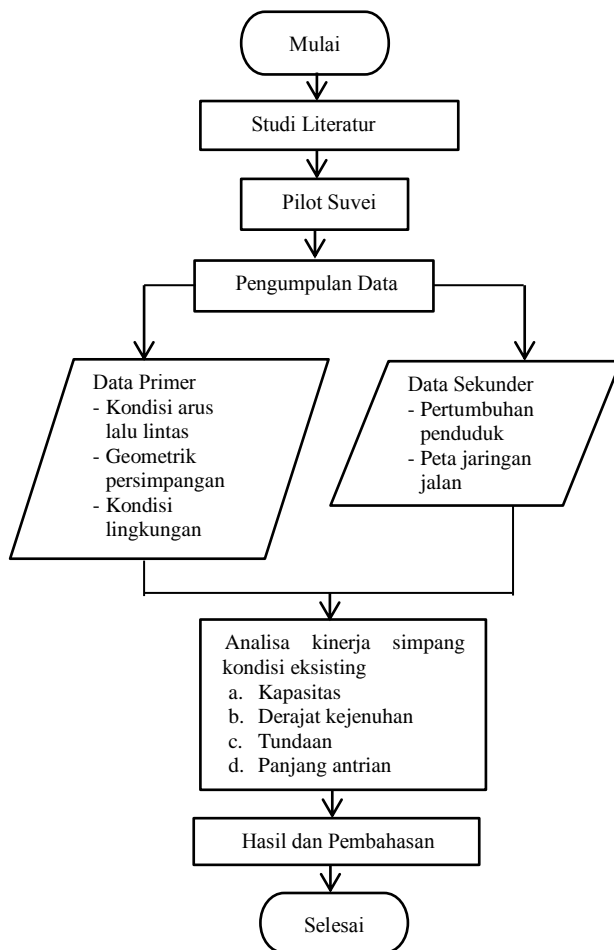 Mulai
Studi Literatur
Pilot Suvei
Pengumpulan Data
Data Primer
- Kondisi arus
lalu lintas
- Geometrik
persimpangan
- Kondisi
lingkungan
Data Sekunder
- Pertumbuhan
penduduk
- Peta jaringan
jalan
Analisa kinerja simpang
kondisi eksisting
a. Kapasitas
b. Derajat kejenuhan
c. Tundaan
d. Panjang antrian
Hasil dan Pembahasan
Selesai